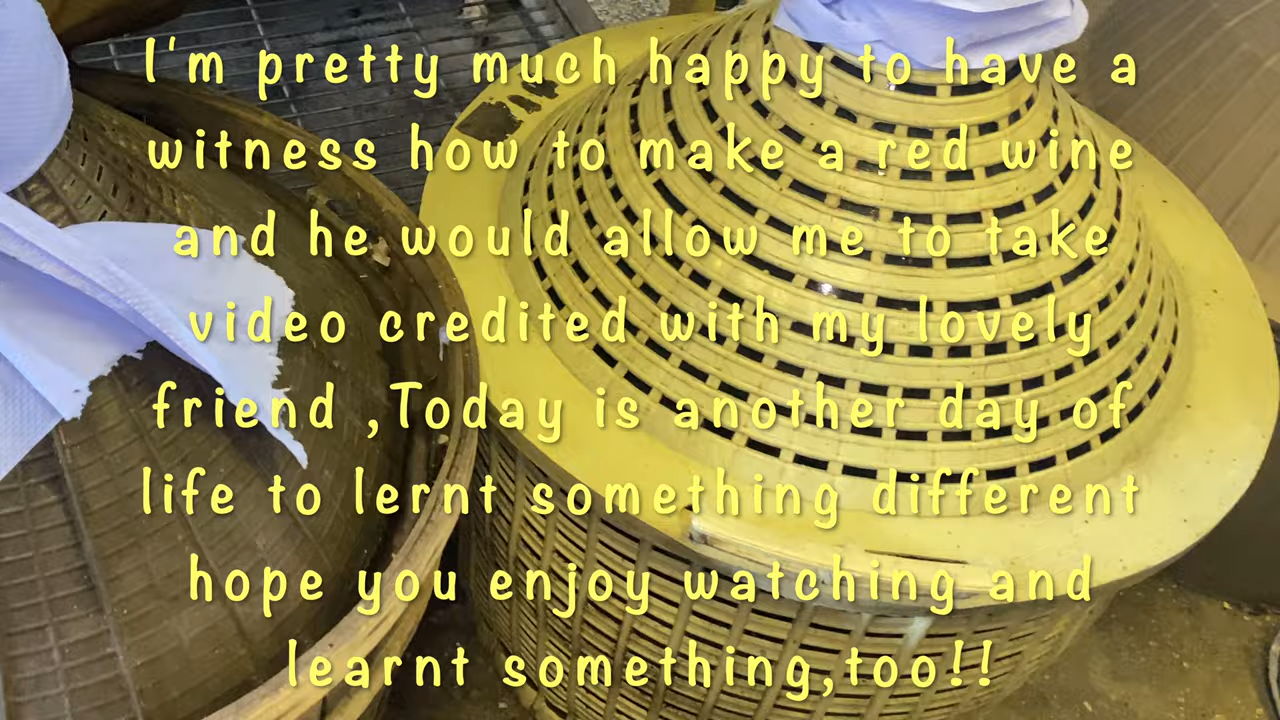 I'm pretty much happy to have a
witness how to make a red wine
and he would allow me to take
video credited with my lovely
friend ,Today is another day of
life to lernt something different
hope you enjoy watching and
learnt something,too!!